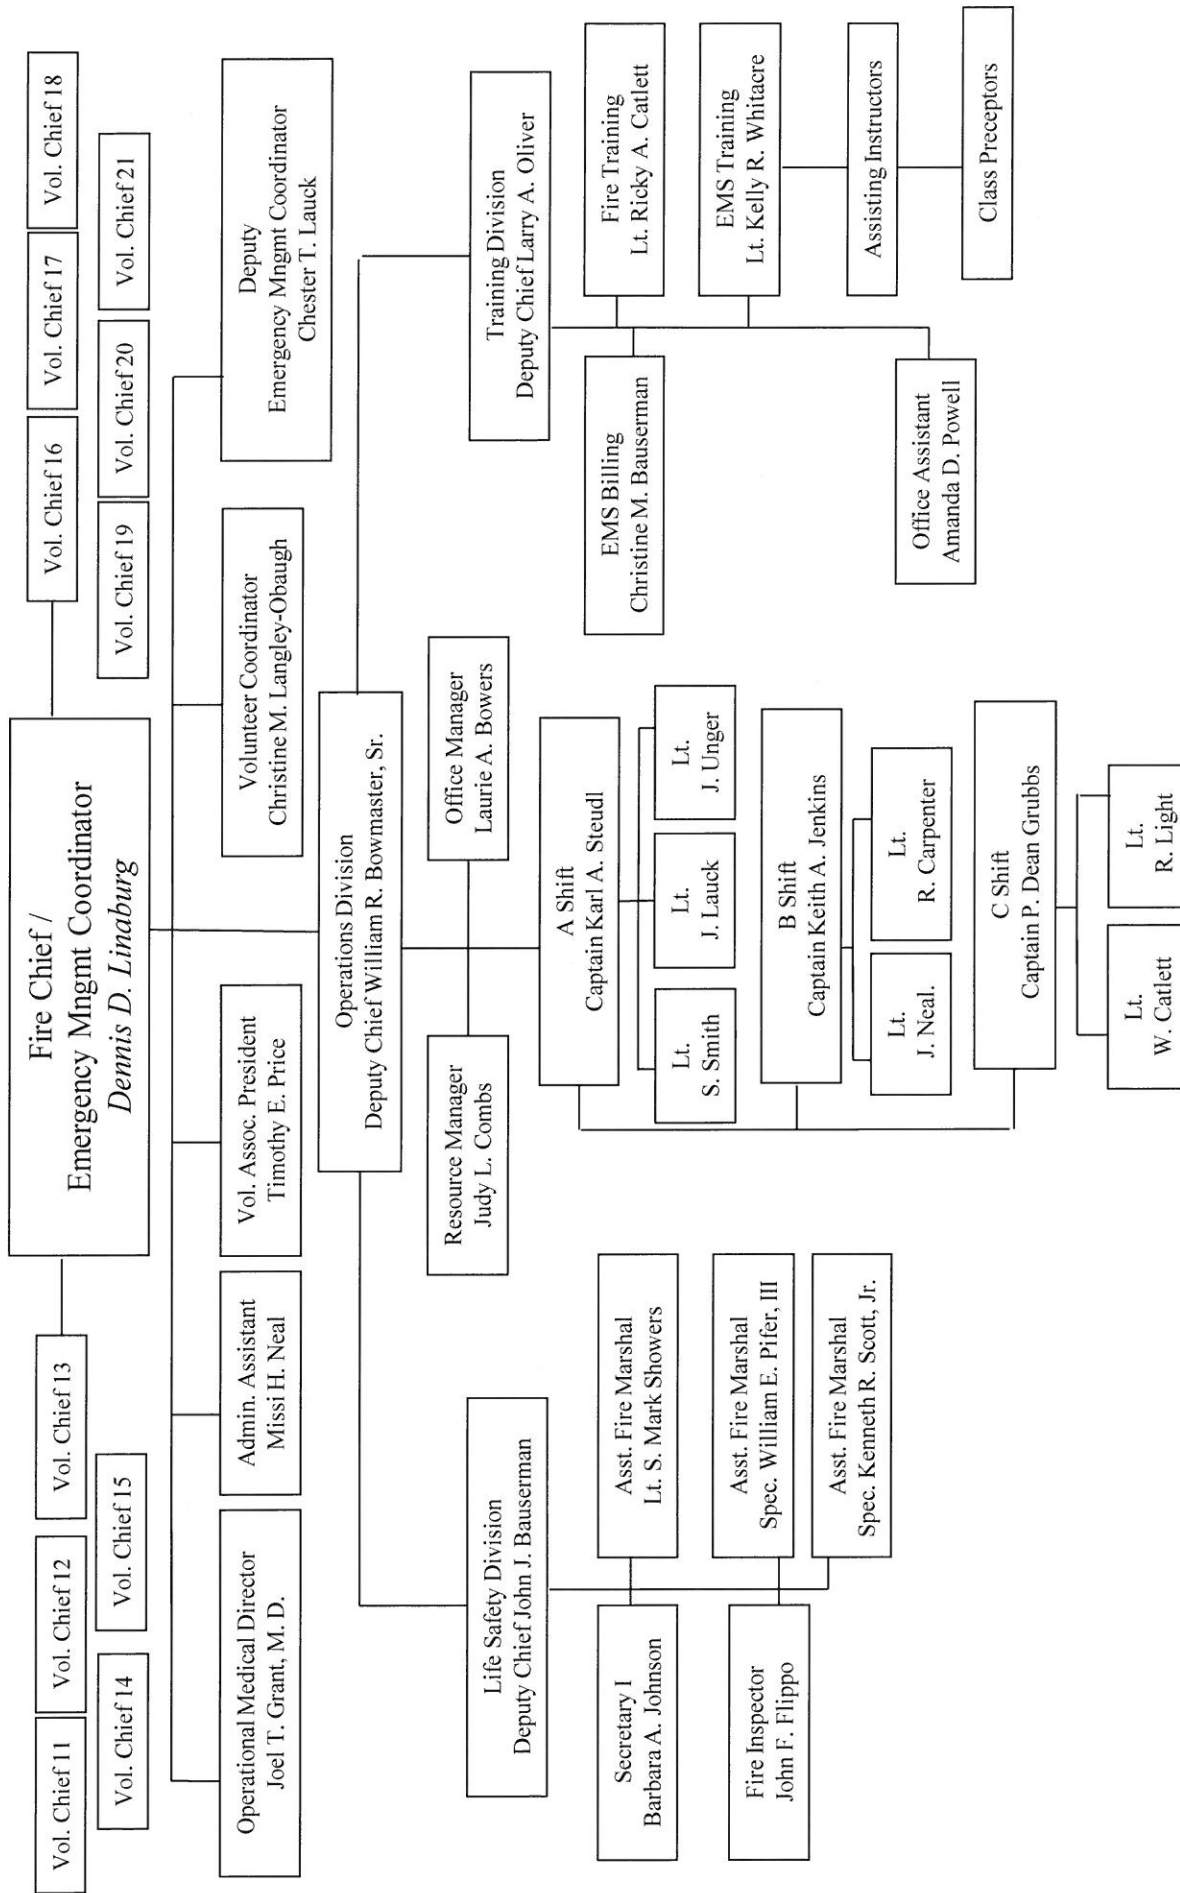 Fire Chief /
Emergency Mngmt Coordinator
Dennis D. Linaburg
Vol. Chief 11
Vol. Chief 12
Vol. Chief 13
Vol. Chief 14
Vol. Chief 15
Vol. Chief 16
Vol. Chief 17
Vol. Chief 18
Vol. Chief 19
Vol. Chief 20
Vol. Chief 21
Operational Medical Director
Joel T. Grant, M. D.
Admin. Assistant
Missi H. Neal
Vol. Assoc. President
Timothy E. Price
Volunteer Coordinator
Christine M. Langley-Obaugh
Deputy
Emergency Mngmt Coordinator
Chester T. Lauck
Operations Division
Deputy Chief William R. Bowmaster, Sr.
Resource Manager
Judy L. Combs
Office Manager
Laurie A. Bowers
Life Safety Division
Deputy Chief John J. Bauserman
Secretary I
Barbara A. Johnson
Asst. Fire Marshal
Lt. S. Mark Showers
Fire Inspector
John F. Flippo
Asst. Fire Marshal
Spec. William E. Pifer, III
Asst. Fire Marshal
Spec. Kenneth R. Scott, Jr.
A Shift
Captain Karl A. Steudl
Lt.
S. Smith
Lt.
J. Lauck
Lt.
J. Unger
B Shift
Captain Keith A. Jenkins
Lt.
J. Neal.
Lt.
R. Carpenter
C Shift
Captain P. Dean Grubbs
Lt.
W. Catlett
Lt.
R. Light
Training Division
Deputy Chief Larry A. Oliver
EMS Billing
Christine M. Bauserman
Fire Training
Lt. Ricky A. Catlett
EMS Training
Lt. Kelly R. Whitacre
Assisting Instructors
Class Preceptors
Office Assistant
Amanda D. Powell